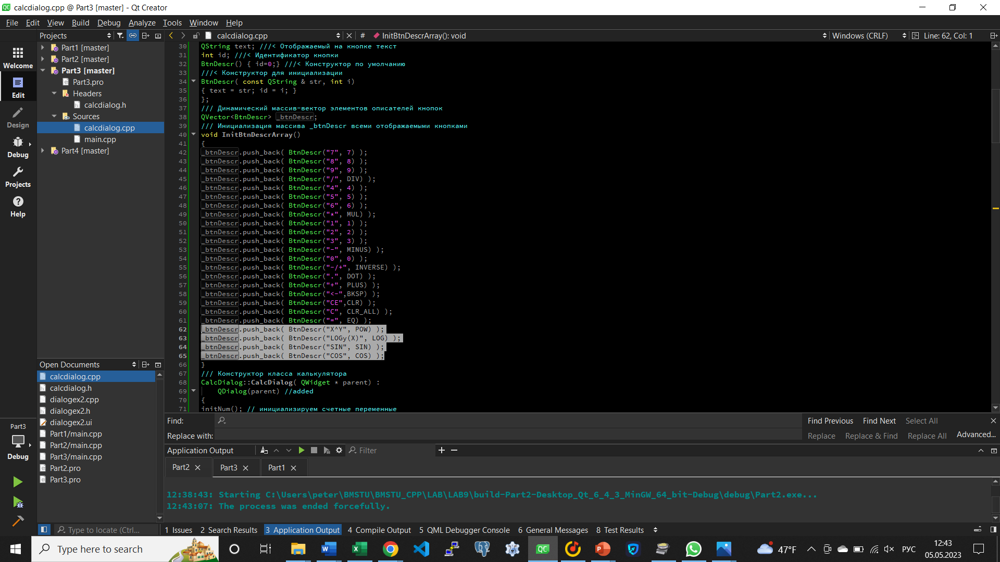 calcdialog.cpp @ Part3 [master] - Qt Creator
File Edit View Build Debug Analyze Tools Window Help
Projects
calcdialog.cpp
# InitBtnDescrArray(): void
Windows (CRLF)
Line: 62, Col: 1
Welcome
Edit
Design
Debug
Projects
Help
Part1 [master]
Part2 [master]
Part3 [master]
Part3.pro
Headers
calcdialog.h
Sources
calcdialog.cpp
main.cpp
Part4 [master]
30 QString text; ///< Отображаемый на кнопке текст
31 int id; ///< Идентификатор кнопки
32 BtnDescr() { id=0;} ///< Конструктор по умолчанию
33 ///< Конструктор для инициализации
34 BtnDescr( const QString & str, int i)
35 { text = str; id = i; }
36 };
37 /// Динамический массив-вектор элементов описателей кнопок
38 QVector<BtnDescr> _btnDescr;
39 /// Инициализация массива _btnDescr всеми отображаемыми кнопками
40 void InitBtnDescrArray()
41 {
42 _btnDescr.push_back( BtnDescr("7", 7) );
43 _btnDescr.push_back( BtnDescr("8", 8) );
44 _btnDescr.push_back( BtnDescr("9", 9) );
45 _btnDescr.push_back( BtnDescr("/", DIV) );
46 _btnDescr.push_back( BtnDescr("4", 4) );
47 _btnDescr.push_back( BtnDescr("5", 5) );
48 _btnDescr.push_back( BtnDescr("6", 6) );
49 _btnDescr.push_back( BtnDescr("*", MUL) );
50 _btnDescr.push_back( BtnDescr("1", 1) );
51 _btnDescr.push_back( BtnDescr("2", 2) );
52 _btnDescr.push_back( BtnDescr("3", 3) );
53 _btnDescr.push_back( BtnDescr("-", MINUS) );
54 _btnDescr.push_back( BtnDescr("0", 0) );
55 _btnDescr.push_back( BtnDescr("-/+", INVERSE) );
56 _btnDescr.push_back( BtnDescr(".", DOT) );
57 _btnDescr.push_back( BtnDescr("+", PLUS) );
58 _btnDescr.push_back( BtnDescr("<-",BKSP) );
59 _btnDescr.push_back( BtnDescr("CE",CLR) );
60 _btnDescr.push_back( BtnDescr("C", CLR_ALL) );
61 _btnDescr.push_back( BtnDescr("=", EQ) );
62 _btnDescr.push_back( BtnDescr("X^Y", POW) );
63 _btnDescr.push_back( BtnDescr("LOGy(X)", LOG) );
64 _btnDescr.push_back( BtnDescr("SIN", SIN) );
65 _btnDescr.push_back( BtnDescr("COS", COS) );
66 }
67 /// Конструктор класса калькулятора
68 CalcDialog::CalcDialog( QWidget * parent) :
69 QDialog(parent) //added
70 {
71 initNum(); // инициализируем счетные переменные
Open Documents
calcdialog.cpp
calcdialog.h
dialogex2.cpp
dialogex2.h
dialogex2.ui
Part1/main.cpp
Part2/main.cpp
Part3/main.cpp
Part2.pro
Part3.pro
Part3
Debug
Find:
Find Previous Find Next Select All
Replace with:
Replace Replace & Find Replace All Advanced...
Application Output
Filter
Part2 Part3 Part1
12:38:43: Starting C:\Users\peter\BMSTU\BMSTU_CPP\LAB\LAB9\build-Part2-Desktop_Qt_6_4_3_MinGW_64_bit-Debug\debug\Part2.exe...
12:43:07: The process was ended forcefully.
Type to locate (Ctrl...
1 Issues 2 Search Results 3 Application Output 4 Compile Output 5 QML Debugger Console 6 General Messages 8 Test Results
Type here to search
47°F
РУС
12:43
05.05.2023